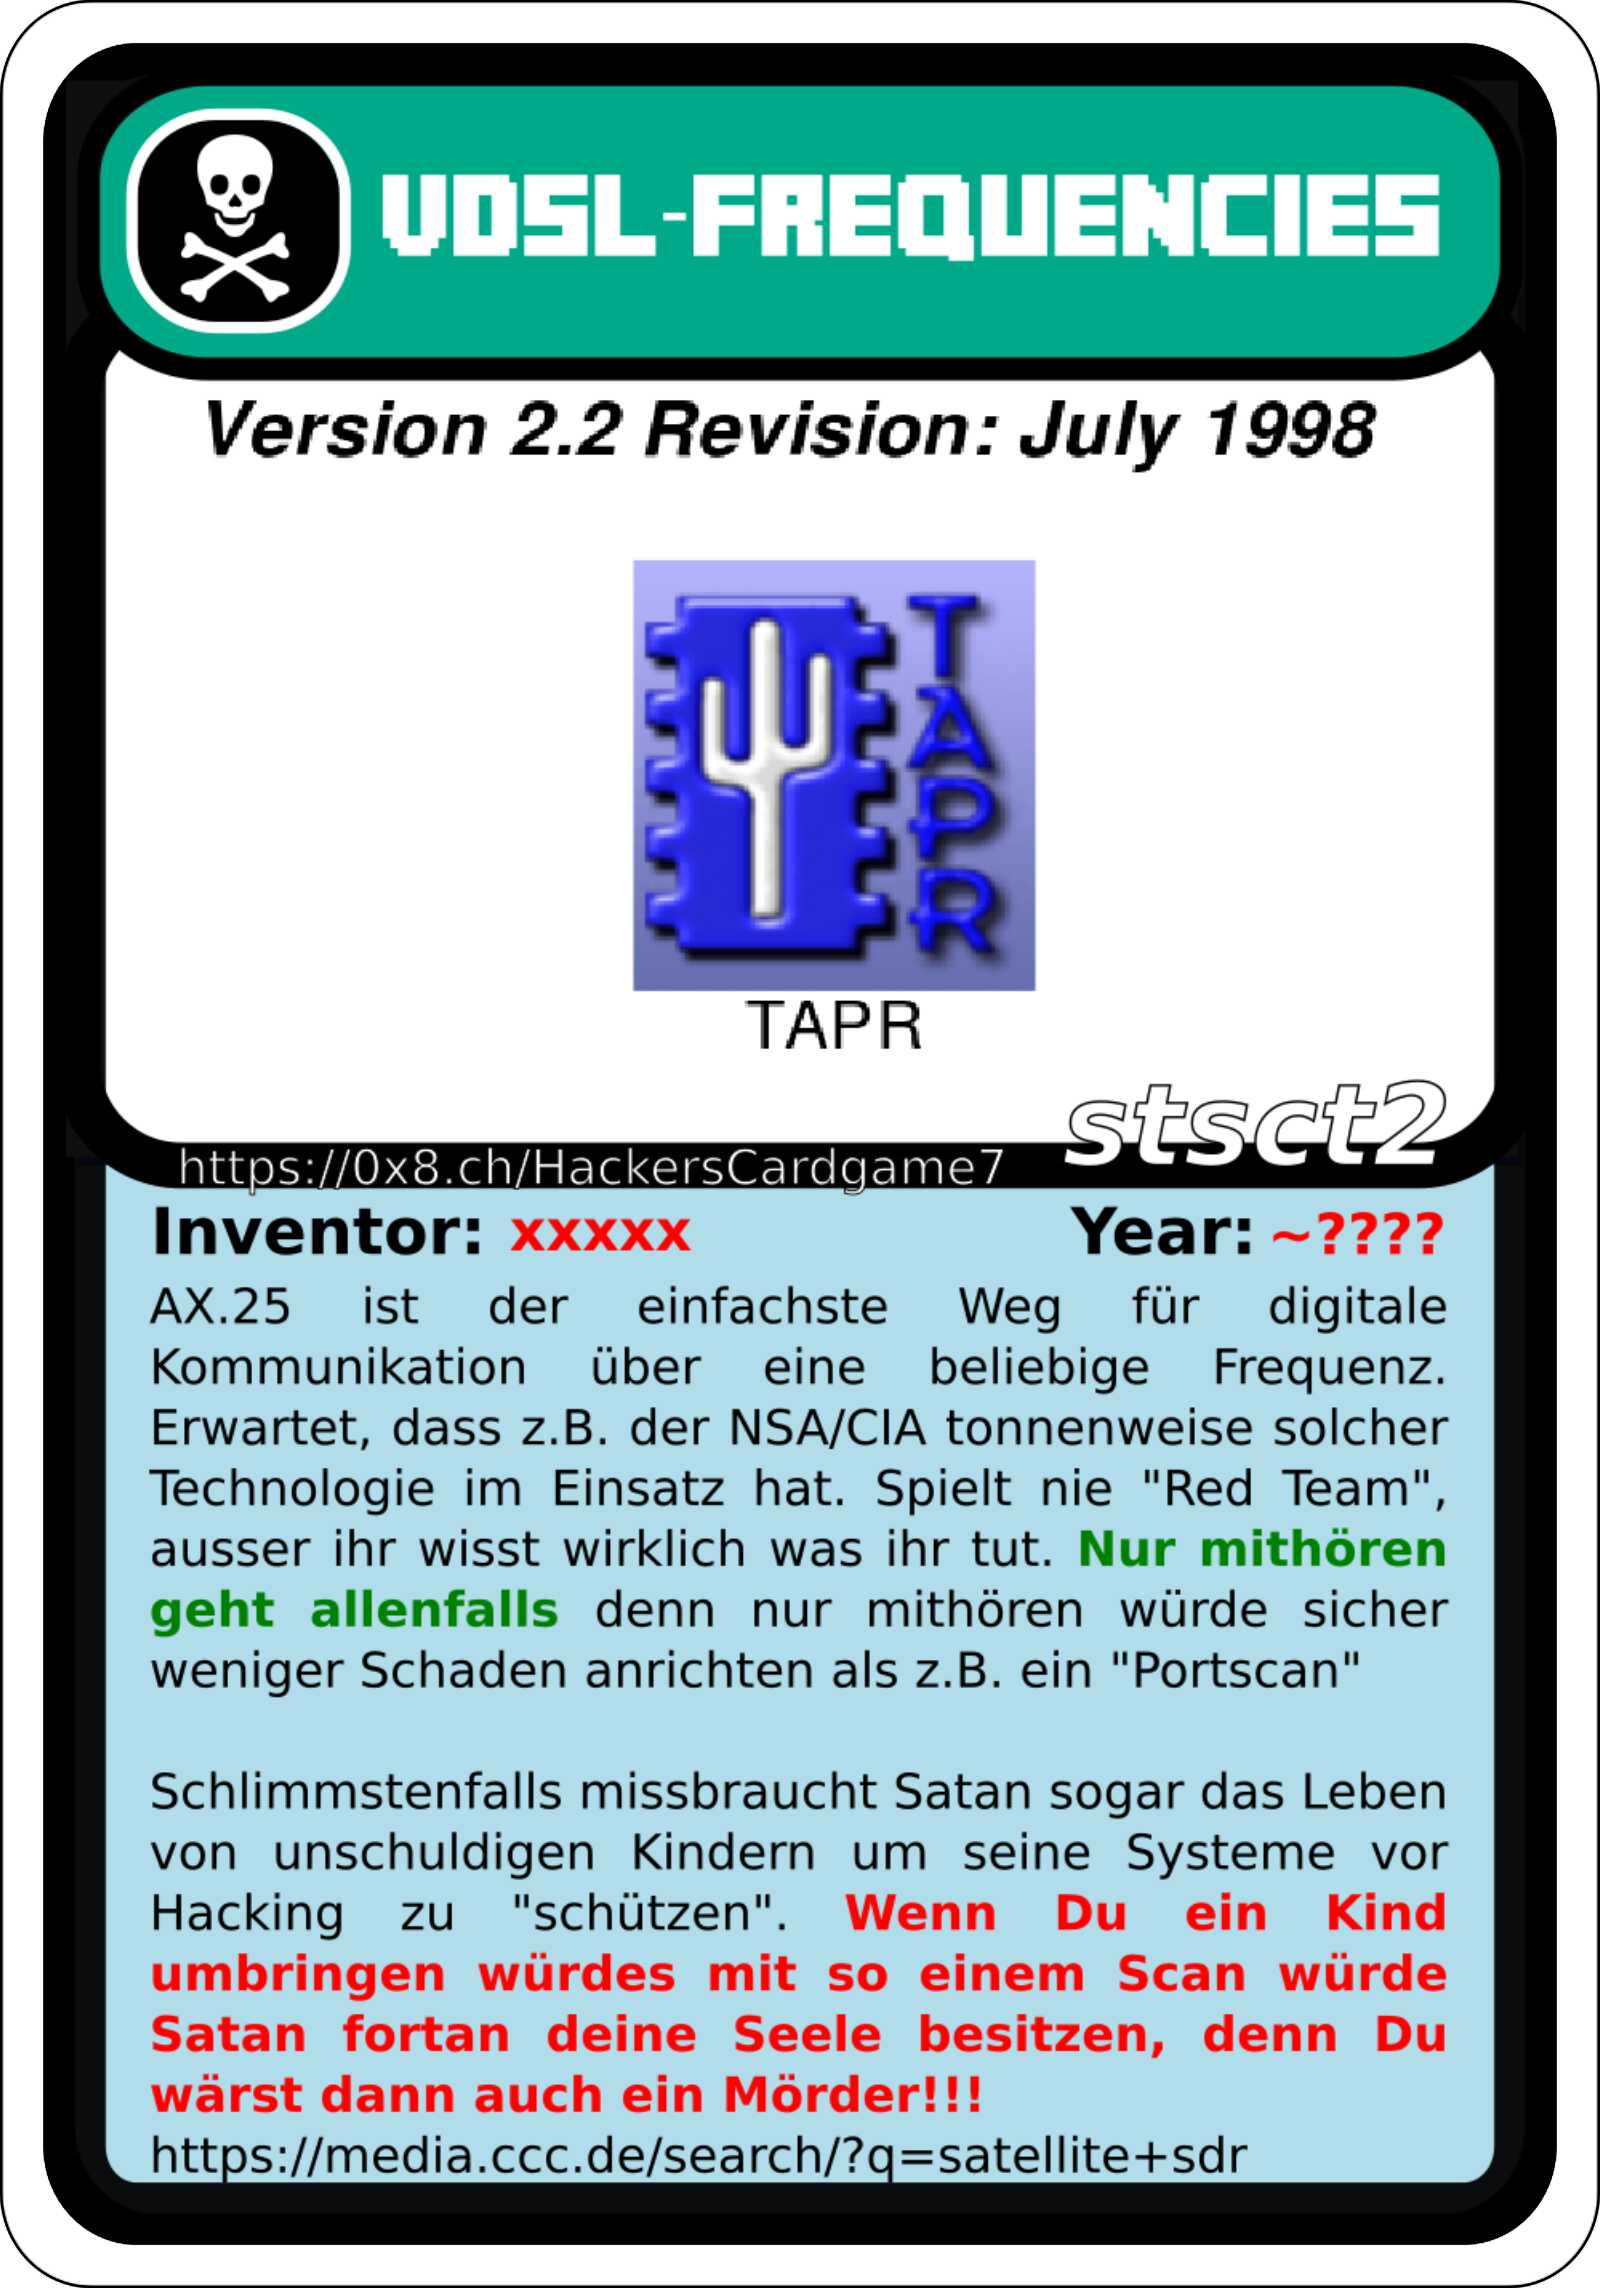 VDSL-FREQUENCIES
Version 2.2 Revision: July 1998
TAPR
TAPR
stsct2
https://0x8.ch/HackersCardgame7
Inventor: xxxxx Year: ~????
AX.25 ist der einfachste Weg für digitale
Kommunikation über eine beliebige Frequenz.
Erwartet, dass z.B. der NSA/CIA tonnenweise solcher
Technologie im Einsatz hat. Spielt nie "Red Team",
ausser ihr wisst wirklich was ihr tut. Nur mithören
geht allenfalls denn nur mithören würde sicher
weniger Schaden anrichten als z.B. ein "Portscan"
Schlimmstenfalls missbraucht Satan sogar das Leben
von unschuldigen Kindern um seine Systeme vor
Hacking zu "schützen". Wenn Du ein Kind
umbringen würdes mit so einem Scan würde
Satan fortan deine Seele besitzen, denn Du
wärst dann auch ein Mörder!!!
https://media.ccc.de/search/?q=satellite+sdr